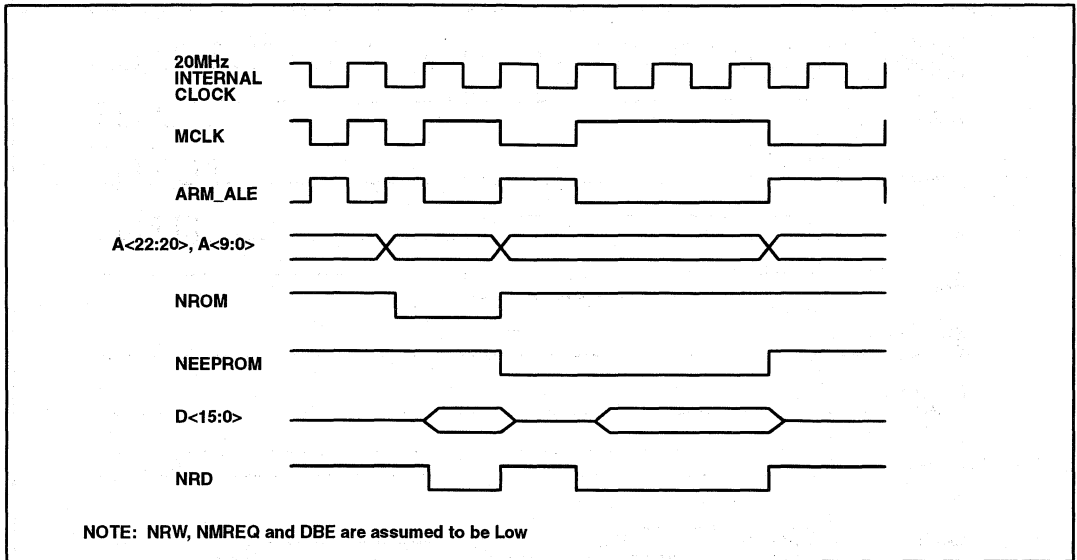 20MHz
INTERNAL
CLOCK
MCLK
ARM_ALE
A<22:20>, A<9:0>
NROM
NEEPROM
D<15:0>
NRD
NOTE: NRW, NMREQ and DBE are assumed to be Low